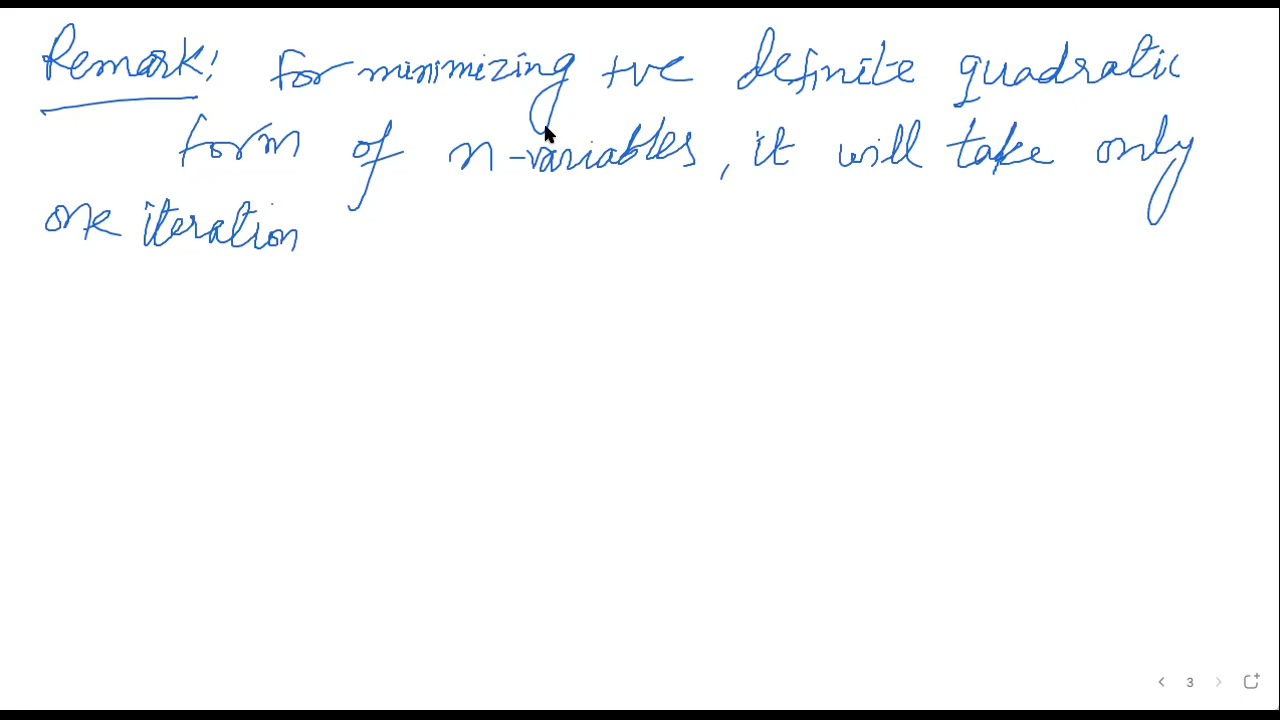 Remark: For minimizing +ve definite quadratic
form of n-variables, it will take only
one iteration
3